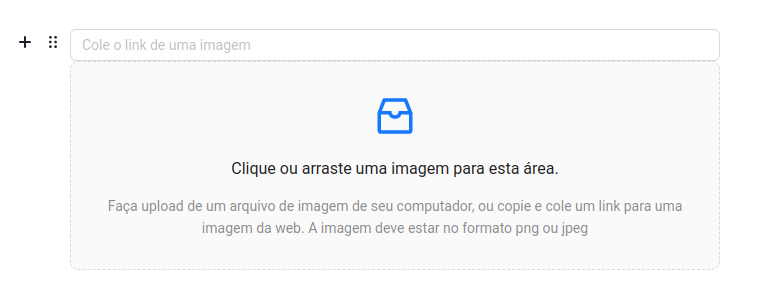 Cole o link de uma imagem
Clique ou arraste uma imagem para esta área.
Faça upload de um arquivo de imagem de seu computador, ou copie e cole um link para uma
imagem da web. A imagem deve estar no formato png ou jpeg